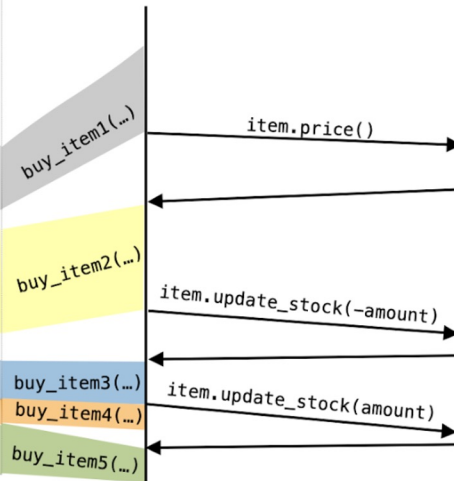 item.price()
buy_item1(…)
buy_item2(…)
item.update_stock(−amount)
buy_item3(…)
item.update_stock(amount)
buy_item4(…)
buy_item5(…)